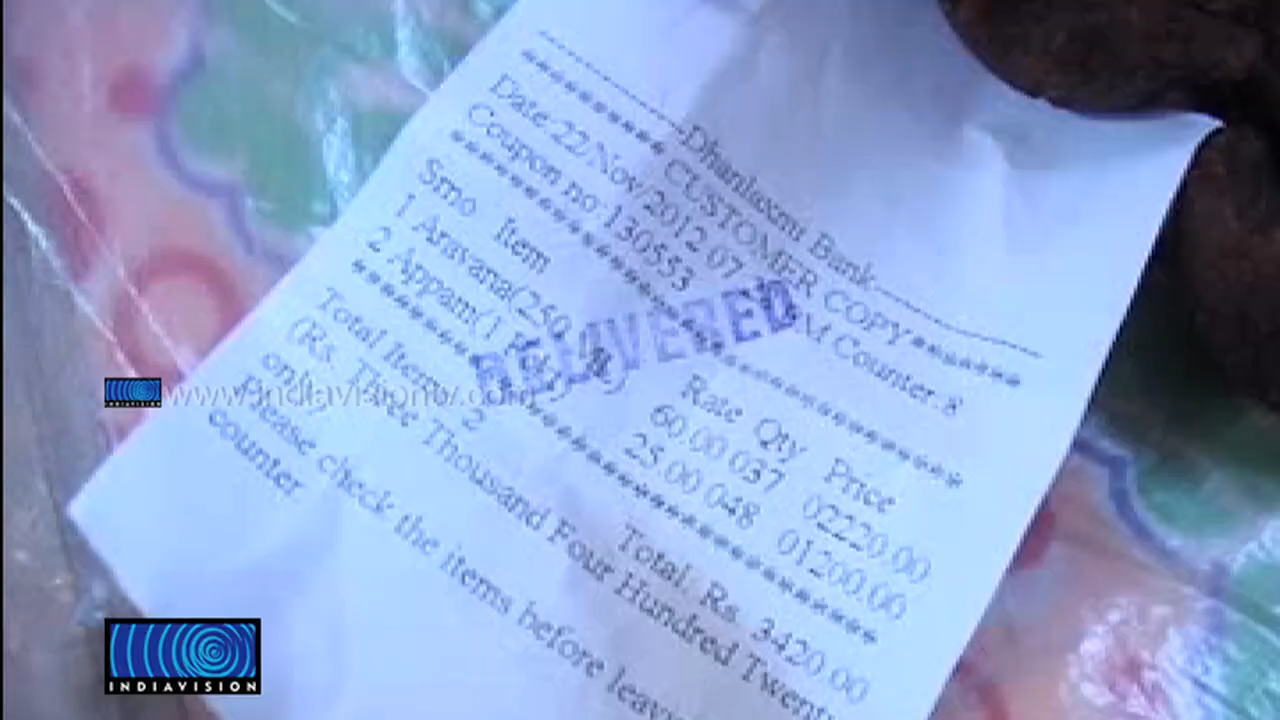 ----------Dhanlaxmi Bank----------
************ CUSTOMER COPY********
Date:22/Nov/2012 07 M Counter.8
Coupon no 130553
Srno Item Rate Qty Price
1 Aravana(250 60.00 037 02220.00
2 Appam(1 25.00 048 01200.00
Total Items 2 Total. Rs. 3420.00
(Rs. Three Thousand Four Hundred Twenty
only)
Please check the items before
counter.
DELIVERED
www.indiavisiontv.com
INDIAVISION
INDIAVISION